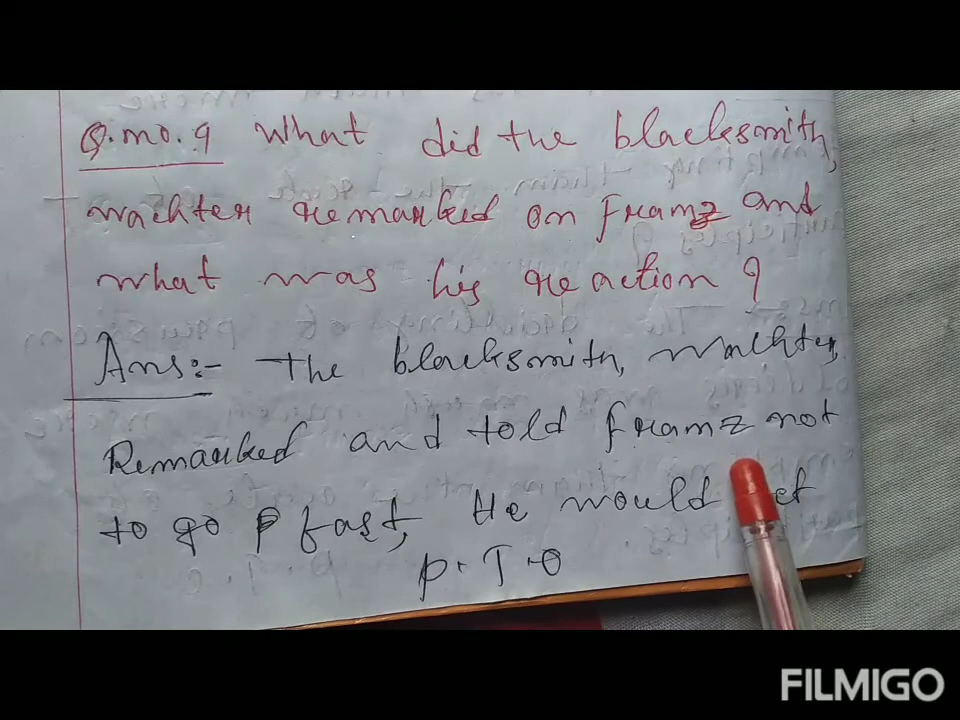 Q.no.9 What did the blacksmith,
wachter remarked on Franz and
what was his reaction ?
Ans:- The blacksmith, wachter,
Remarked and told Franz not
to go fast, He would
P.T.O
FILMIGO